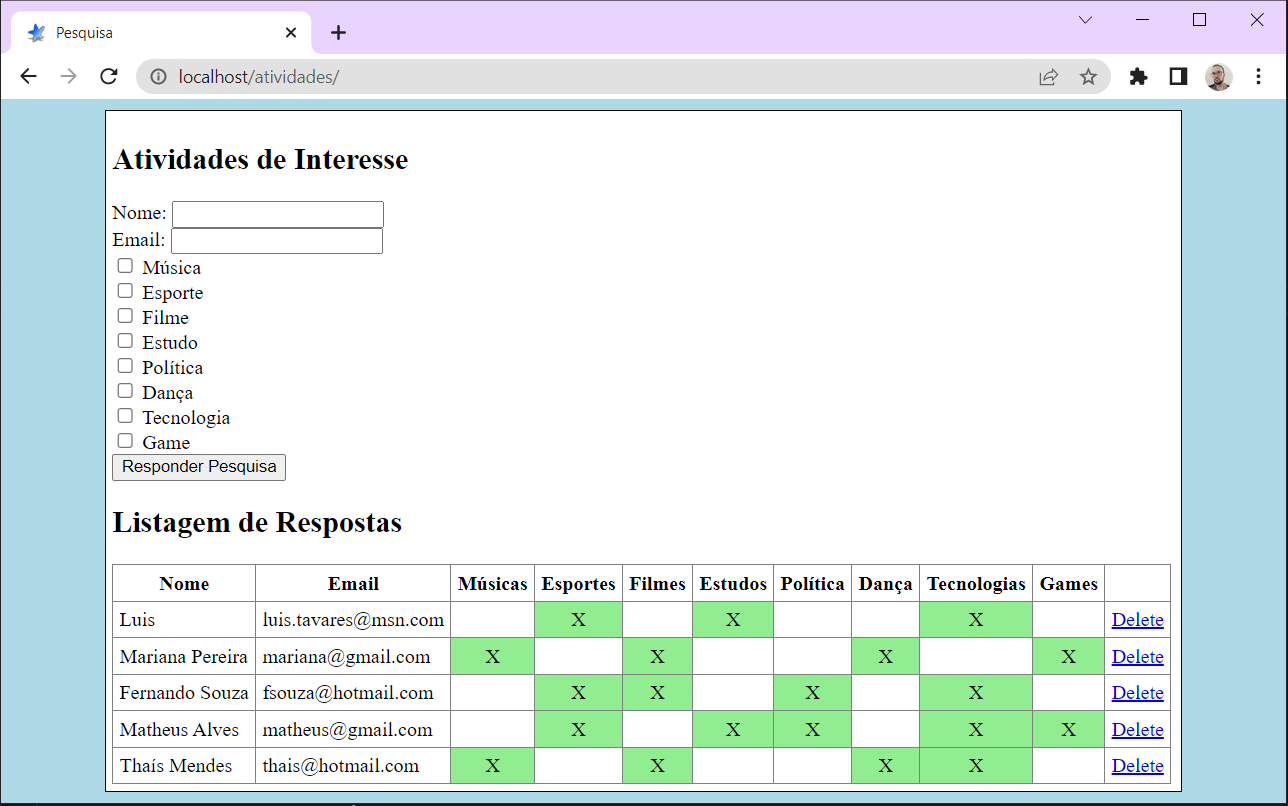 Pesquisa
localhost/atividades/
Atividades de Interesse
Nome:
Email:
Música
Esporte
Filme
Estudo
Política
Dança
Tecnologia
Game
Responder Pesquisa
Listagem de Respostas
Nome Email Músicas Esportes Filmes Estudos Política Dança Tecnologias Games
Luis luis.tavares@msn.com X X X Delete
Mariana Pereira mariana@gmail.com X X X X Delete
Fernando Souza fsouza@hotmail.com X X X X Delete
Matheus Alves matheus@gmail.com X X X X X Delete
Thaís Mendes thais@hotmail.com X X X X Delete